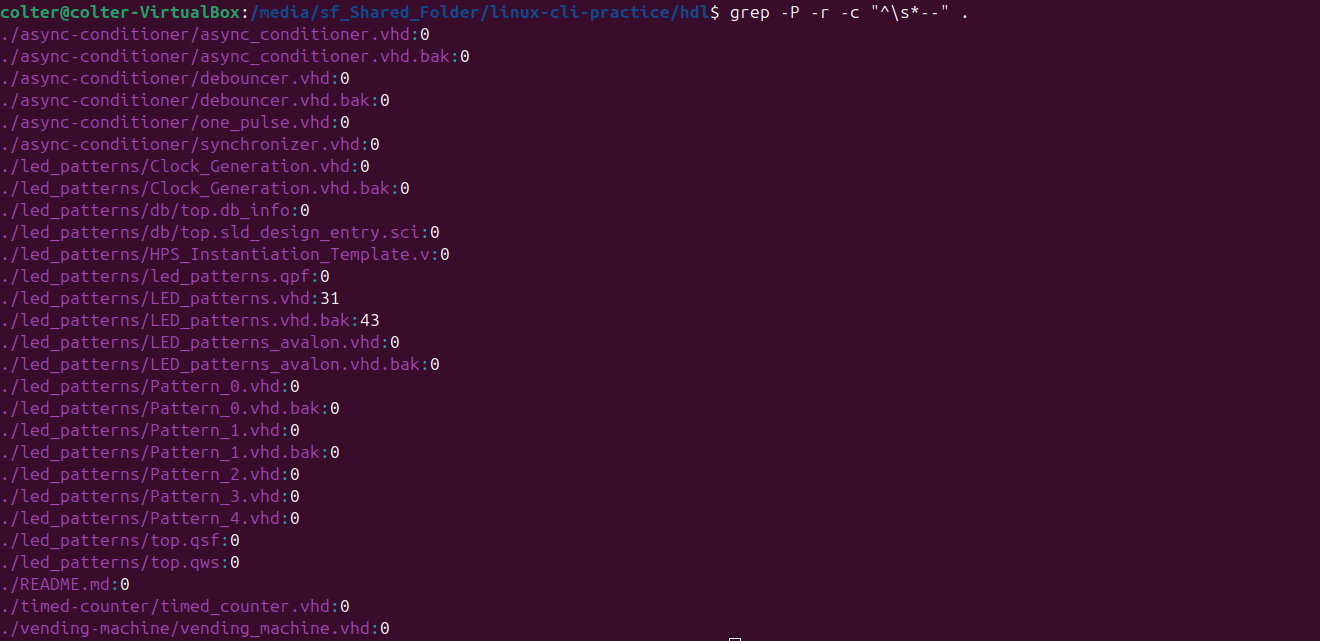 colter@colter-VirtualBox:/media/sf_Shared_Folder/linux-cli-practice/hdl$ grep -P -r -c "^\s*--" .
./async-conditioner/async_conditioner.vhd:0
./async-conditioner/async_conditioner.vhd.bak:0
./async-conditioner/debouncer.vhd:0
./async-conditioner/debouncer.vhd.bak:0
./async-conditioner/one_pulse.vhd:0
./async-conditioner/synchronizer.vhd:0
./led_patterns/Clock_Generation.vhd:0
./led_patterns/Clock_Generation.vhd.bak:0
./led_patterns/db/top.db_info:0
./led_patterns/db/top.sld_design_entry.sci:0
./led_patterns/HPS_Instantiation_Template.v:0
./led_patterns/led_patterns.qpf:0
./led_patterns/LED_patterns.vhd:31
./led_patterns/LED_patterns.vhd.bak:43
./led_patterns/LED_patterns_avalon.vhd:0
./led_patterns/LED_patterns_avalon.vhd.bak:0
./led_patterns/Pattern_0.vhd:0
./led_patterns/Pattern_0.vhd.bak:0
./led_patterns/Pattern_1.vhd:0
./led_patterns/Pattern_1.vhd.bak:0
./led_patterns/Pattern_2.vhd:0
./led_patterns/Pattern_3.vhd:0
./led_patterns/Pattern_4.vhd:0
./led_patterns/top.qsf:0
./led_patterns/top.qws:0
./README.md:0
./timed-counter/timed_counter.vhd:0
./vending-machine/vending_machine.vhd:0